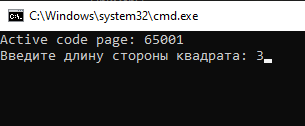 C:\Windows\system32\cmd.exe
Active code page: 65001
Введите длину стороны квадрата: 3